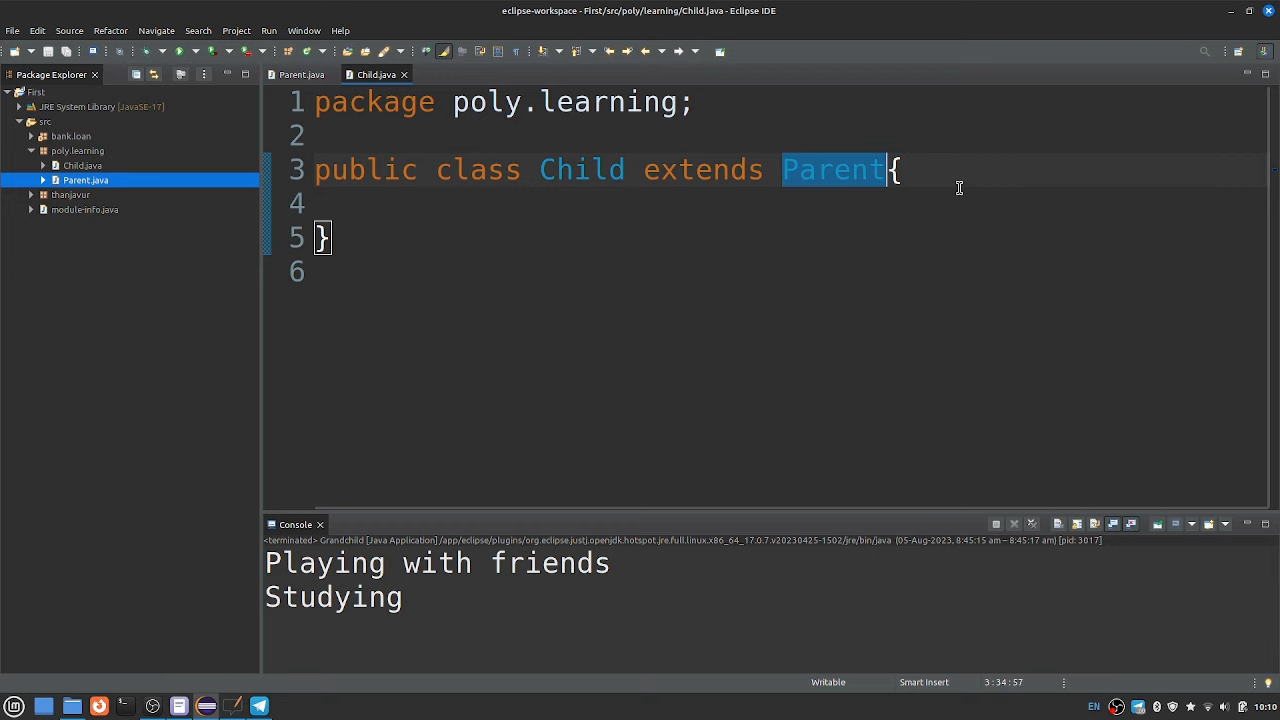 eclipse-workspace - First/src/poly/learning/Child.java - Eclipse IDE
File Edit Source Refactor Navigate Search Project Run Window Help
Package Explorer
Parent.java
Child.java
First
JRE System Library [JavaSE-17]
src
bank.loan
poly.learning
Child.java
Parent.java
thanjavur
module-info.java
1 package poly.learning;
2
3 public class Child extends Parent{
4
5 }
6
Console
<terminated> Grandchild [Java Application] /app/eclipse/plugins/org.eclipse.justj.openjdk.hotspot.jre.full.linux.x86_64_17.0.7.v20230425-1502/jre/bin/java (05-Aug-2023, 8:45:15 am – 8:45:17 am) [pid: 3017]
Playing with friends
Studying
Writable Smart Insert 3:34:57
EN 10:10